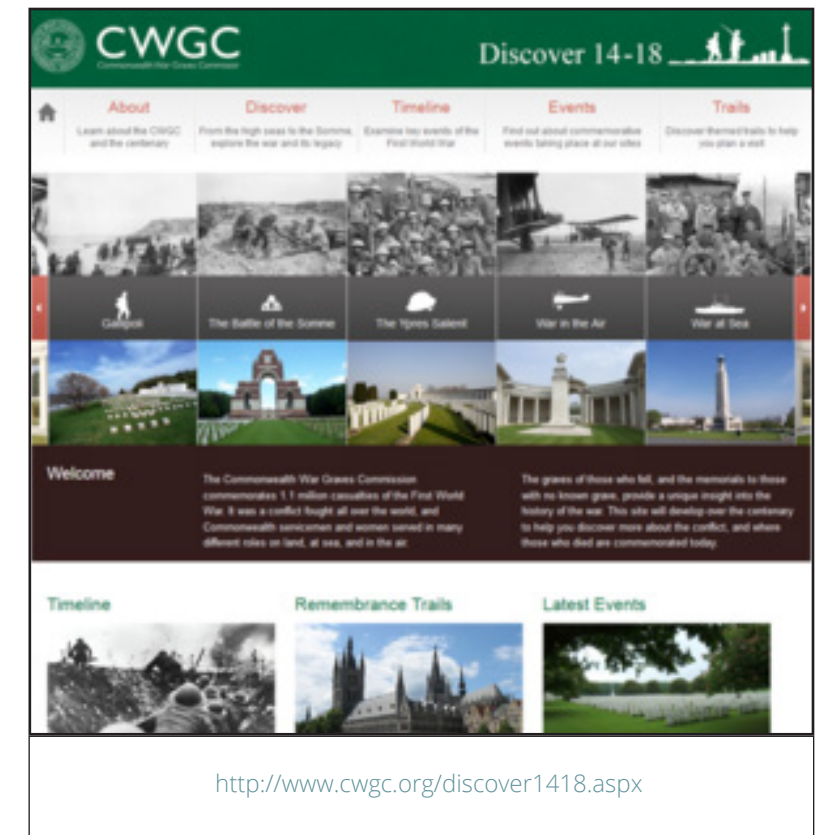 CWGC
Commonwealth War Graves Commission
Discover 14-18
About
Learn about the CWGC
and the centenary
Discover
From the high seas to the Somme,
explore the war and its legacy
Timeline
Examine key events of the
First World War
Events
Find out about commemorative
events taking place at our sites
Trails
Discover themed trails to help
you plan a visit
Gallipoli
The Battle of the Somme
The Ypres Salient
War in the Air
War at Sea
Welcome
The Commonwealth War Graves Commission
commemorates 1.1 million casualties of the First World
War. It was a conflict fought all over the world, and
Commonwealth servicemen and women served in many
different roles on land, at sea, and in the air.
The graves of those who fell, and the memorials to those
with no known grave, provide a unique insight into the
history of the war. This site will develop over the centenary
to help you discover more about the conflict, and where
those who died are commemorated today.
Timeline
Remembrance Trails
Latest Events
http://www.cwgc.org/discover1418.aspx